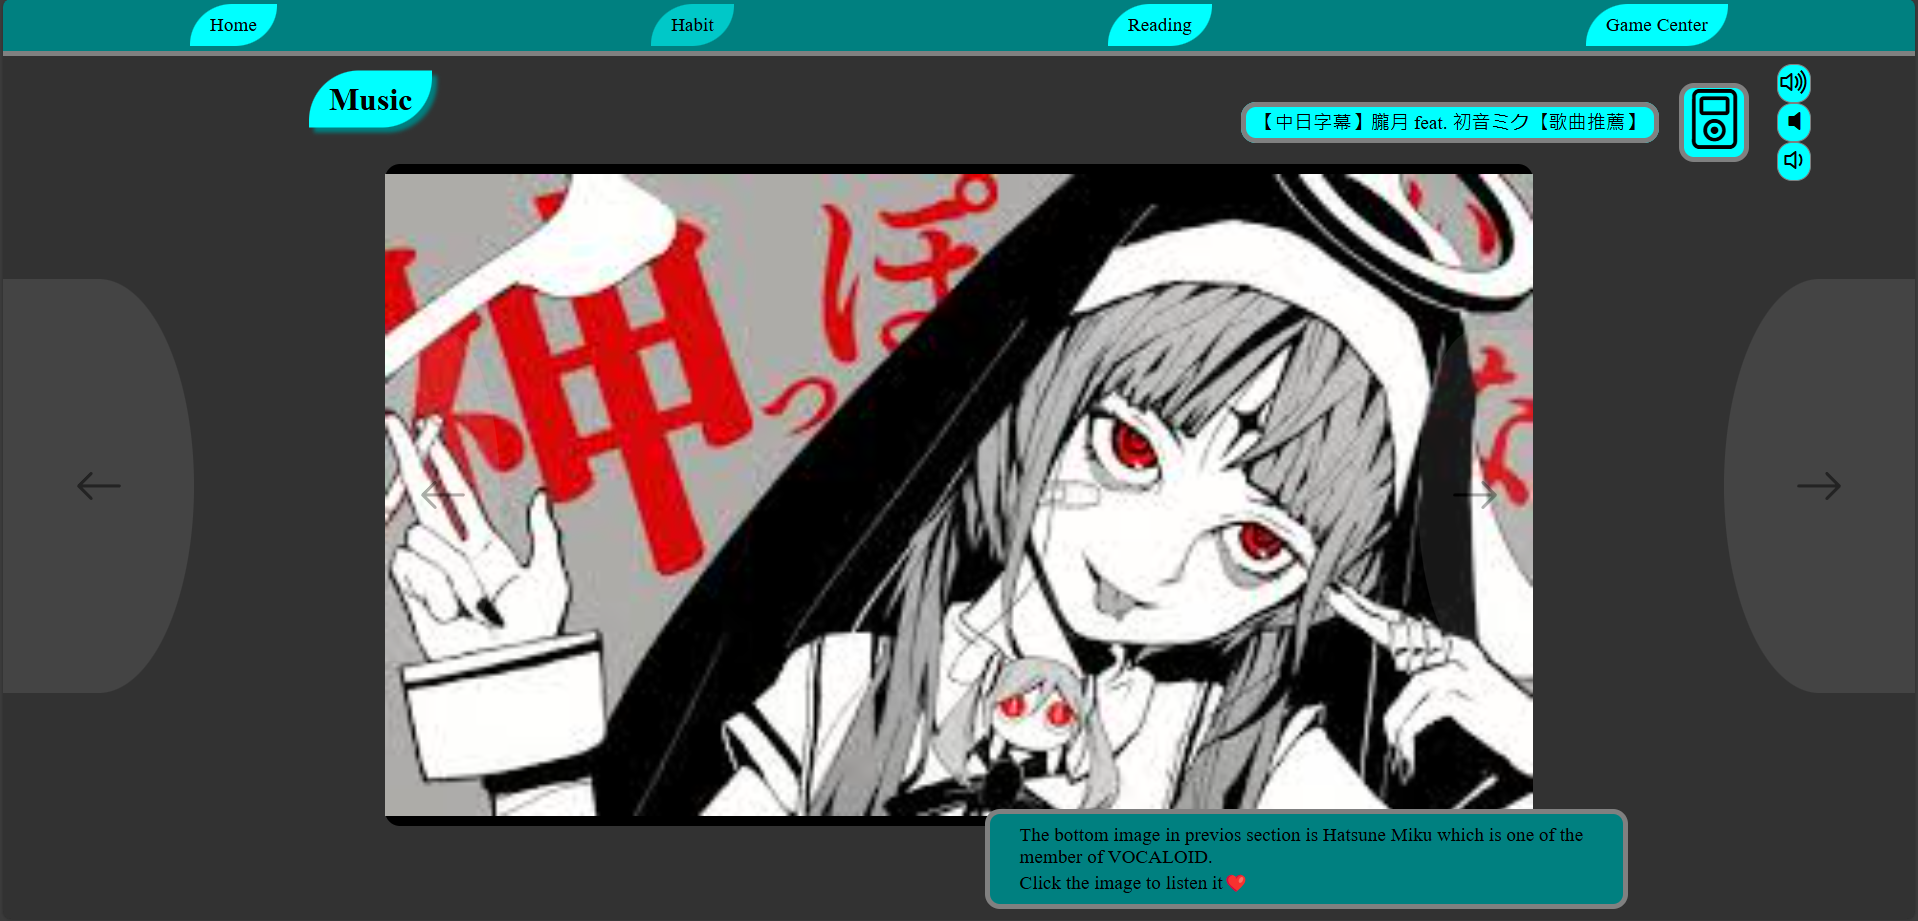 Home
Habit
Reading
Game Center
Music
【中日字幕】朧月 feat. 初音ミク【歌曲推薦】
神っぽいな
The bottom image in previos section is Hatsune Miku which is one of the
member of VOCALOID.
Click the image to listen it❤️